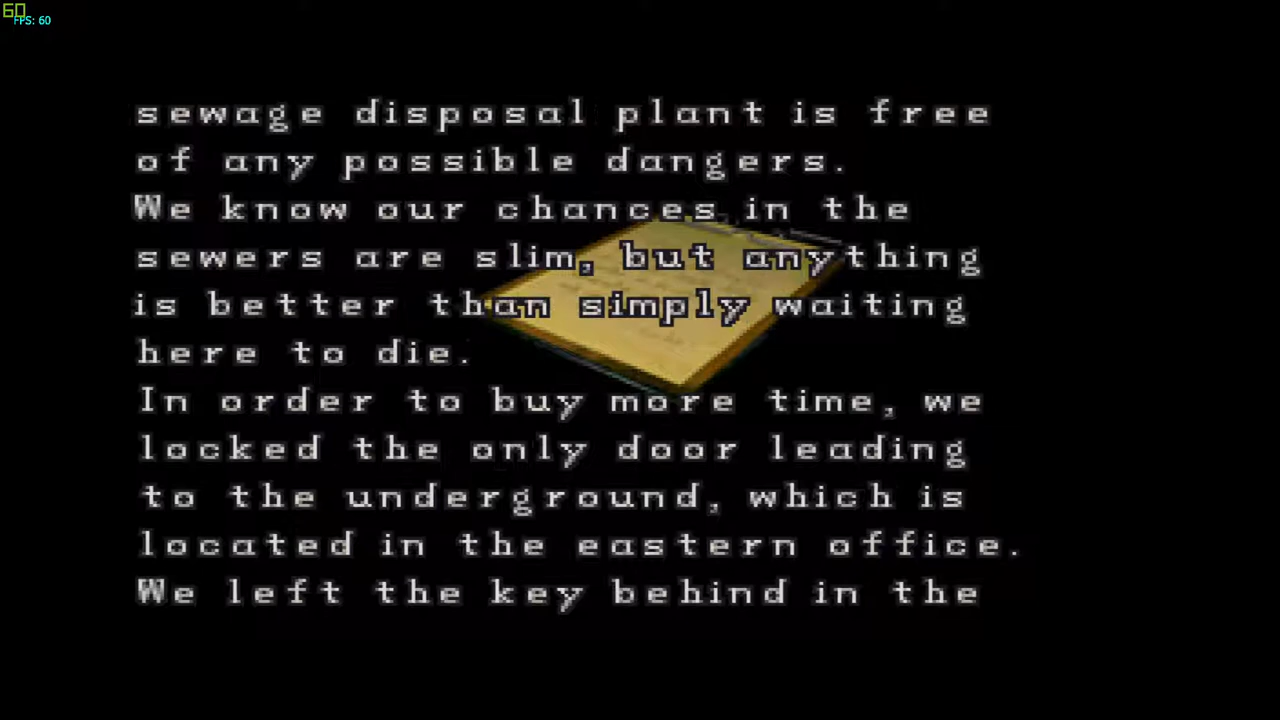 60
FPS: 60
sewage disposal plant is free
of any possible dangers.
We know our chances in the
sewers are slim, but anything
is better than simply waiting
here to die.
In order to buy more time, we
locked the only door leading
to the underground, which is
located in the eastern office.
We left the key behind in the